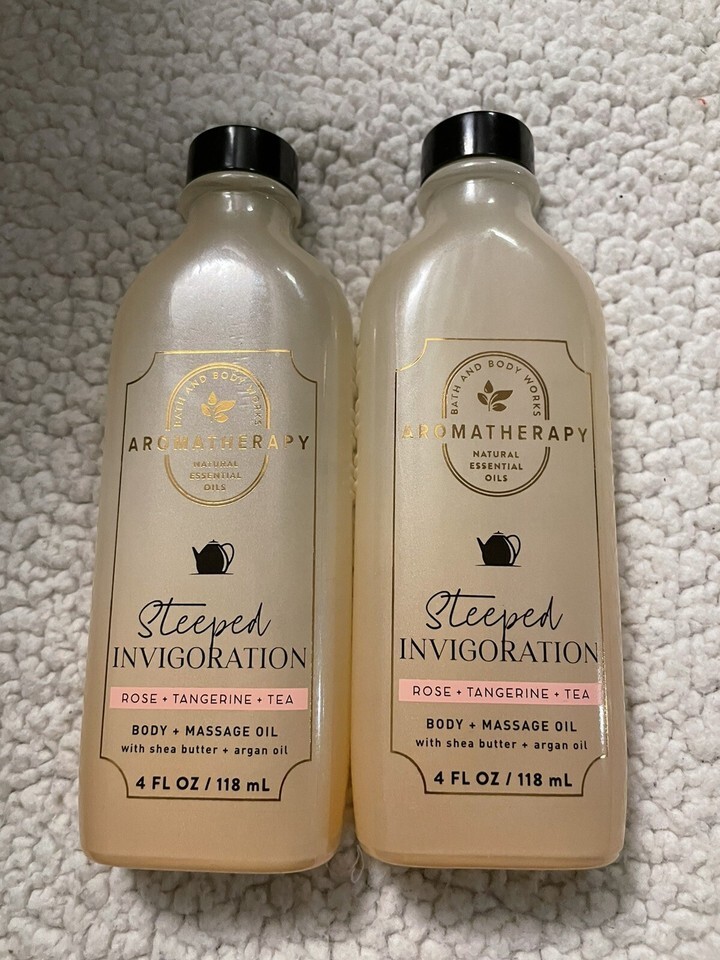 BATH AND BODY WORKS
AROMATHERAPY
NATURAL
ESSENTIAL
OILS
Steeped
INVIGORATION
ROSE + TANGERINE + TEA
BODY + MASSAGE OIL
with shea butter + argan oil
4 FL OZ / 118 mL
BATH AND BODY WORKS
AROMATHERAPY
NATURAL
ESSENTIAL
OILS
Steeped
INVIGORATION
ROSE + TANGERINE + TEA
BODY + MASSAGE OIL
with shea butter + argan oil
4 FL OZ / 118 mL